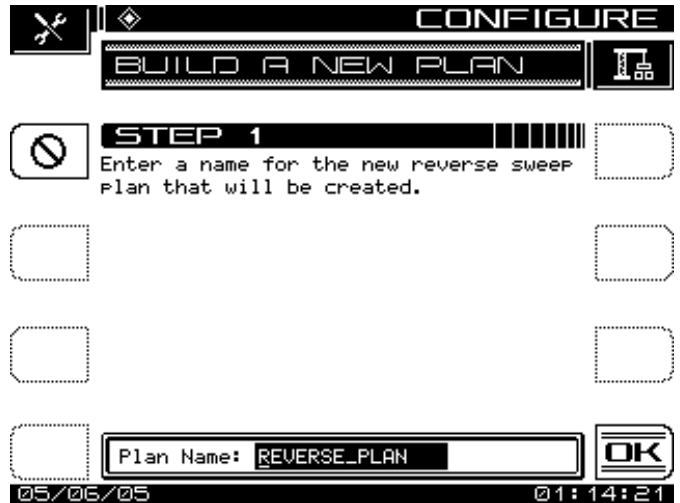 CONFIGURE
BUILD A NEW PLAN
STEP 1
Enter a name for the new reverse sweep
plan that will be created.
Plan Name: REVERSE_PLAN
OK
05/06/05 01:14:21